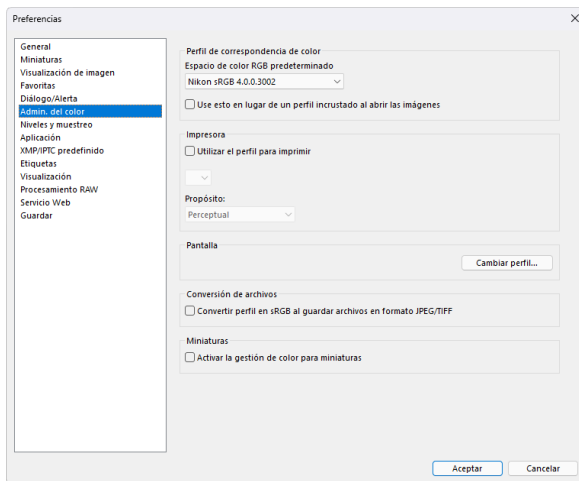 Preferencias
General
Miniaturas
Visualización de imagen
Favoritas
Diálogo/Alerta
Admin. del color
Niveles y muestreo
Aplicación
XMP/IPTC predefinido
Etiquetas
Visualización
Procesamiento RAW
Servicio Web
Guardar
Perfil de correspondencia de color
Espacio de color RGB predeterminado
Nikon sRGB 4.0.0.3002
Use esto en lugar de un perfil incrustado al abrir las imágenes
Impresora
Utilizar el perfil para imprimir
Propósito:
Perceptual
Pantalla
Cambiar perfil...
Conversión de archivos
Convertir perfil en sRGB al guardar archivos en formato JPEG/TIFF
Miniaturas
Activar la gestión de color para miniaturas
Aceptar
Cancelar